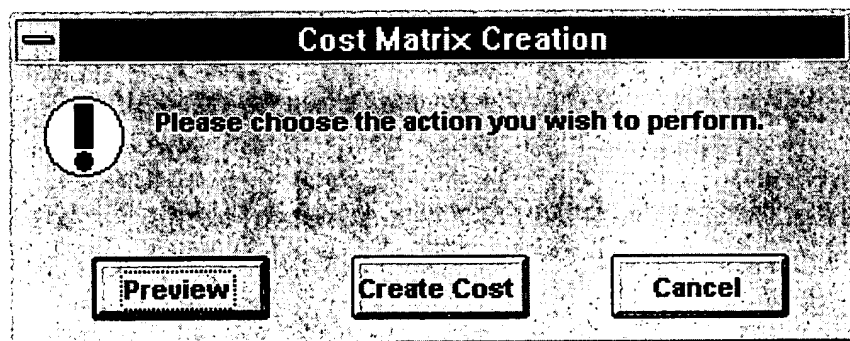 Cost Matrix Creation
Please choose the action you wish to perform.
Preview
Create Cost
Cancel